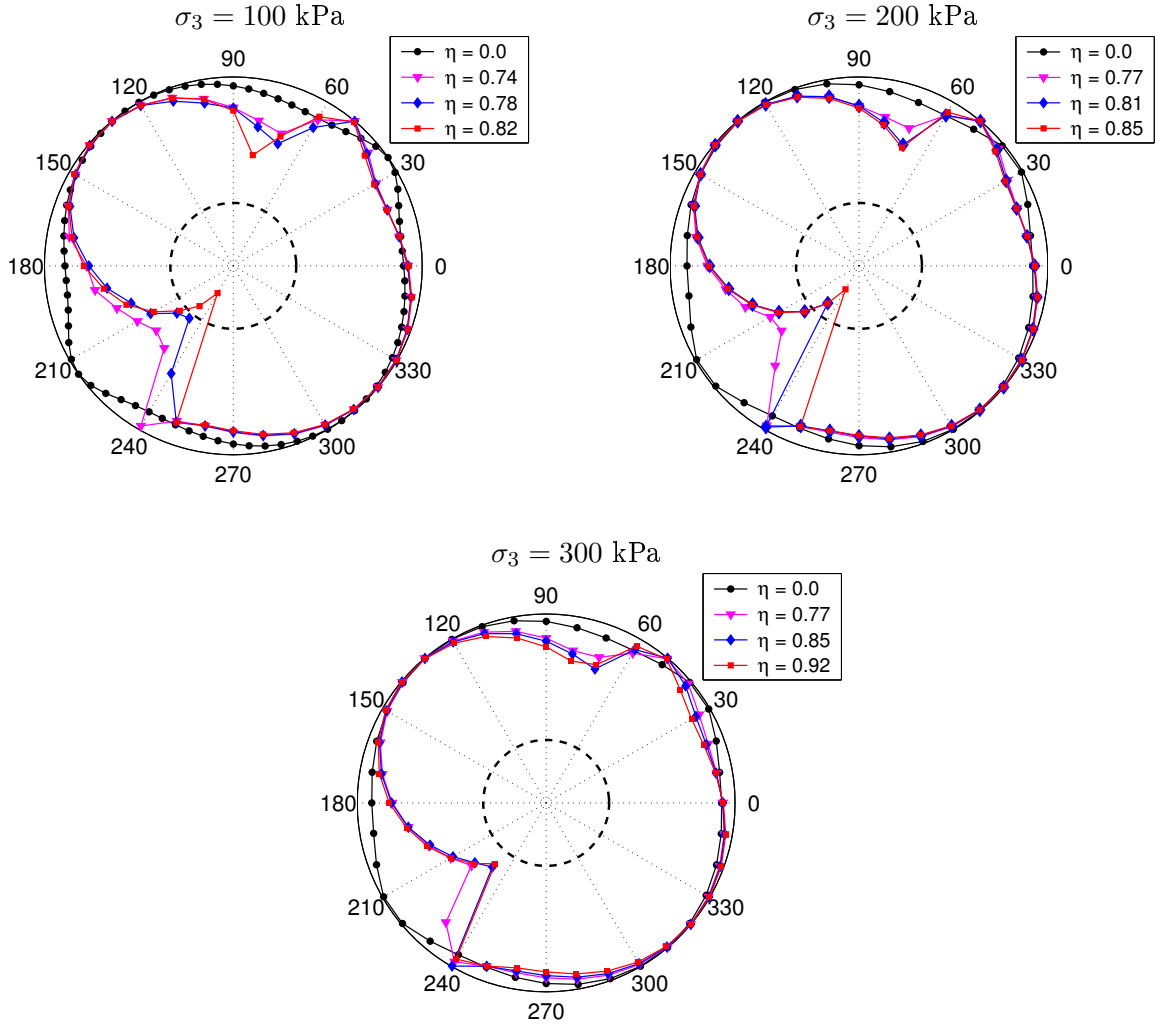 σ₃ = 100 kPa
η = 0.0
η = 0.74
η = 0.78
η = 0.82
90
120
60
150
30
180
0
210
330
240
300
270
σ₃ = 200 kPa
η = 0.0
η = 0.77
η = 0.81
η = 0.85
90
120
60
150
30
180
0
210
330
240
300
270
σ₃ = 300 kPa
η = 0.0
η = 0.77
η = 0.85
η = 0.92
90
120
60
150
30
180
0
210
330
240
300
270